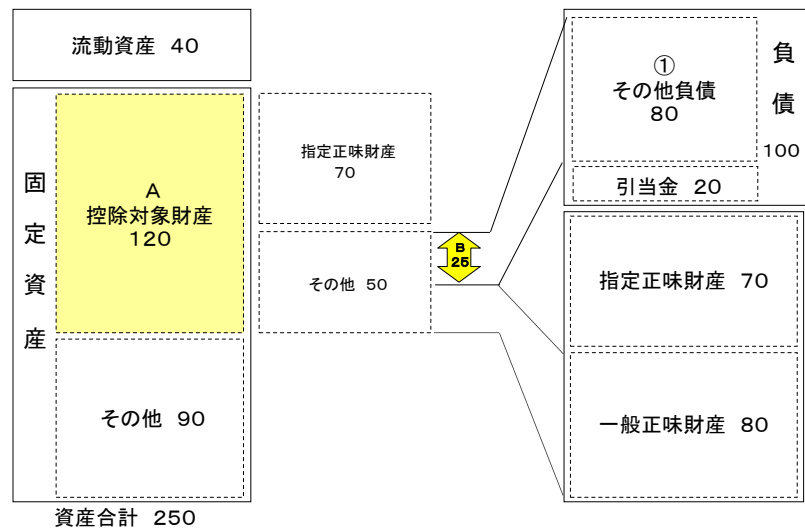 流動資産 40
固定資産
A
控除対象財産
120
その他 90
資産合計 250
指定正味財産
70
その他 50
B
25
①
その他負債
80
引当金 20
負債
100
指定正味財産 70
一般正味財産 80